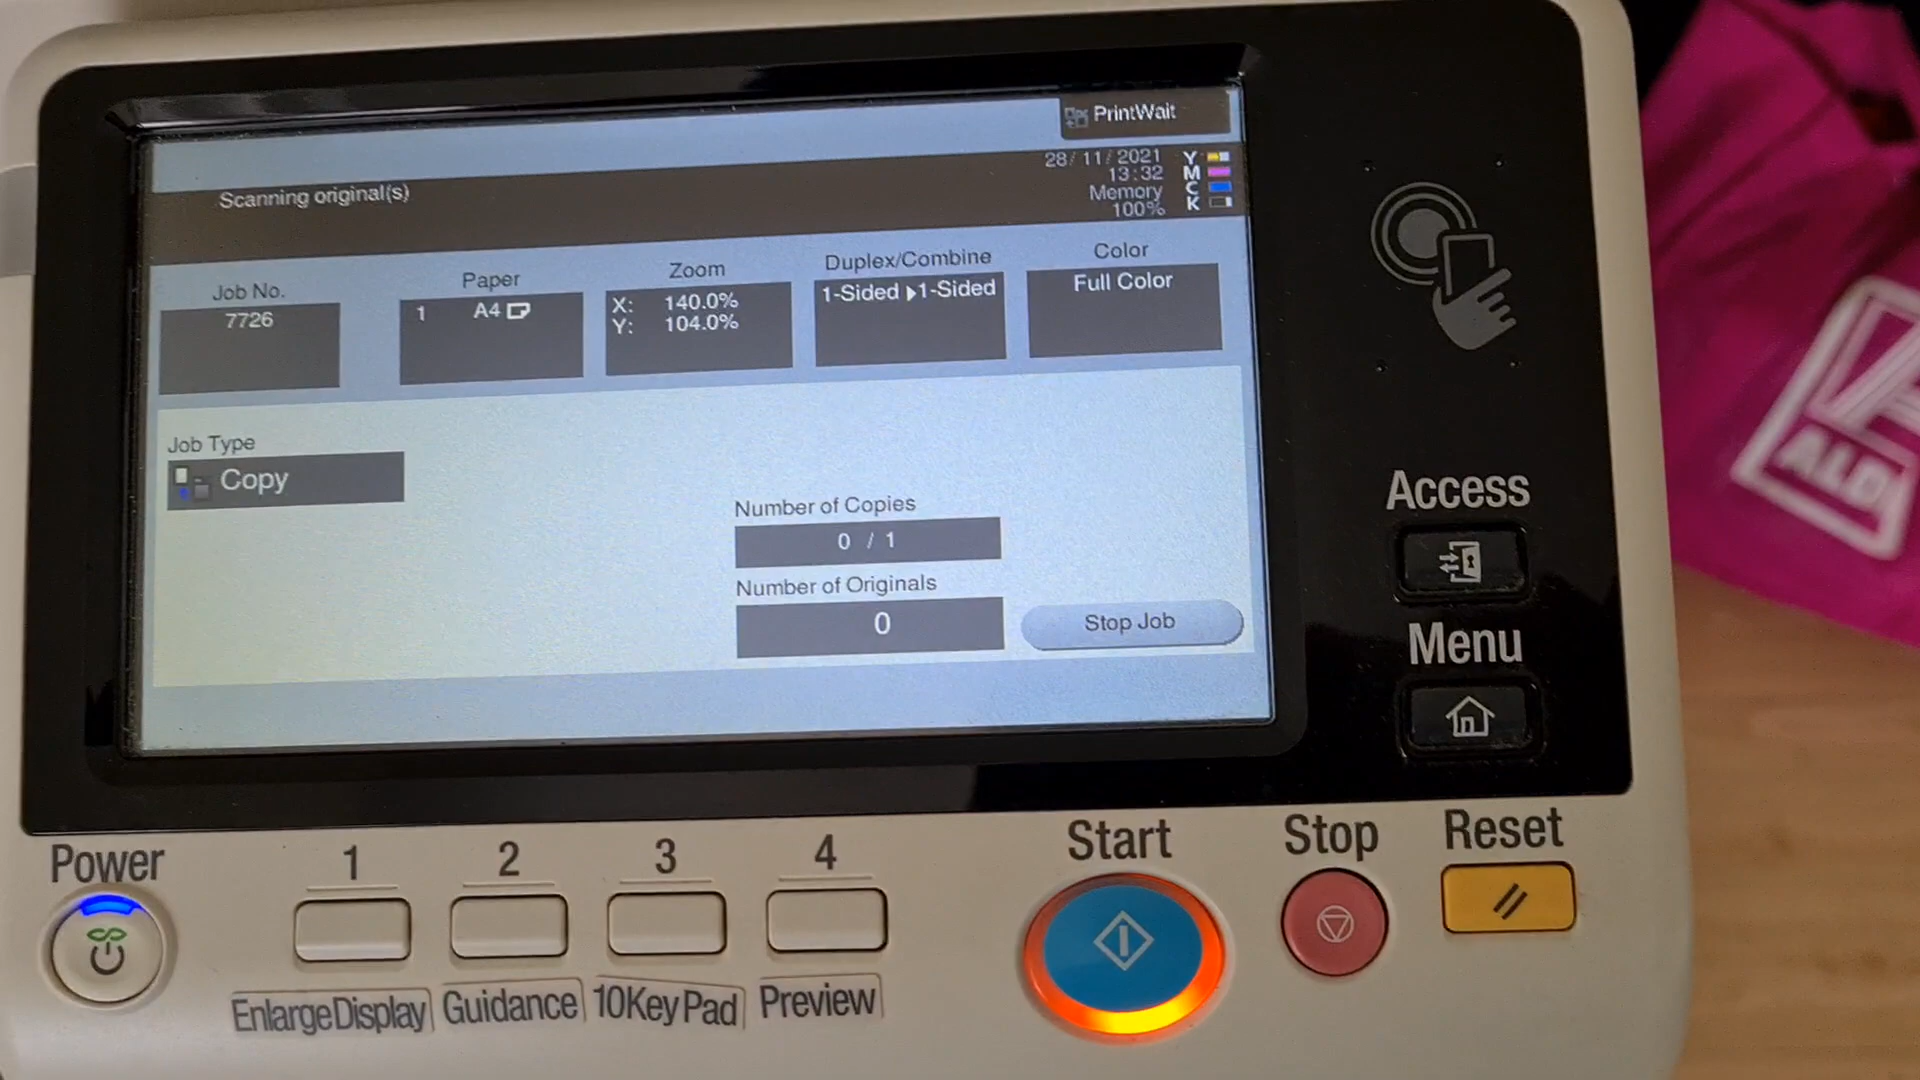 PrintWait
Scanning original(s)
28/11/2021
13:32
Memory
100%
Y
M
C
K
Job No.
7726
Paper
1 A4
Zoom
X: 140.0%
Y: 104.0%
Duplex/Combine
1-Sided ▶1-Sided
Color
Full Color
Job Type
Copy
Number of Copies
0 / 1
Number of Originals
0
Stop Job
Access
Menu
ALDI
Power
1
2
3
4
Start
Stop
Reset
EnlargeDisplay
Guidance
10KeyPad
Preview